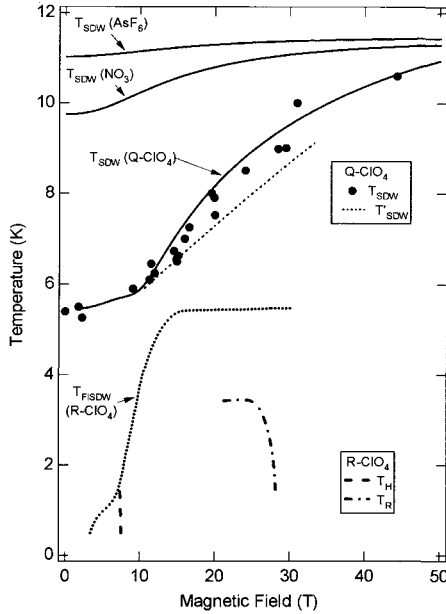 T_SDW (AsF₆)
T_SDW (NO₃)
T_SDW (Q-ClO₄)
Q-ClO₄
T_SDW
T'_SDW
T_FISDW
(R-ClO₄)
R-ClO₄
T_H
T_R
12
10
8
6
4
2
0
Temperature (K)
0
10
20
30
40
50
Magnetic Field (T)